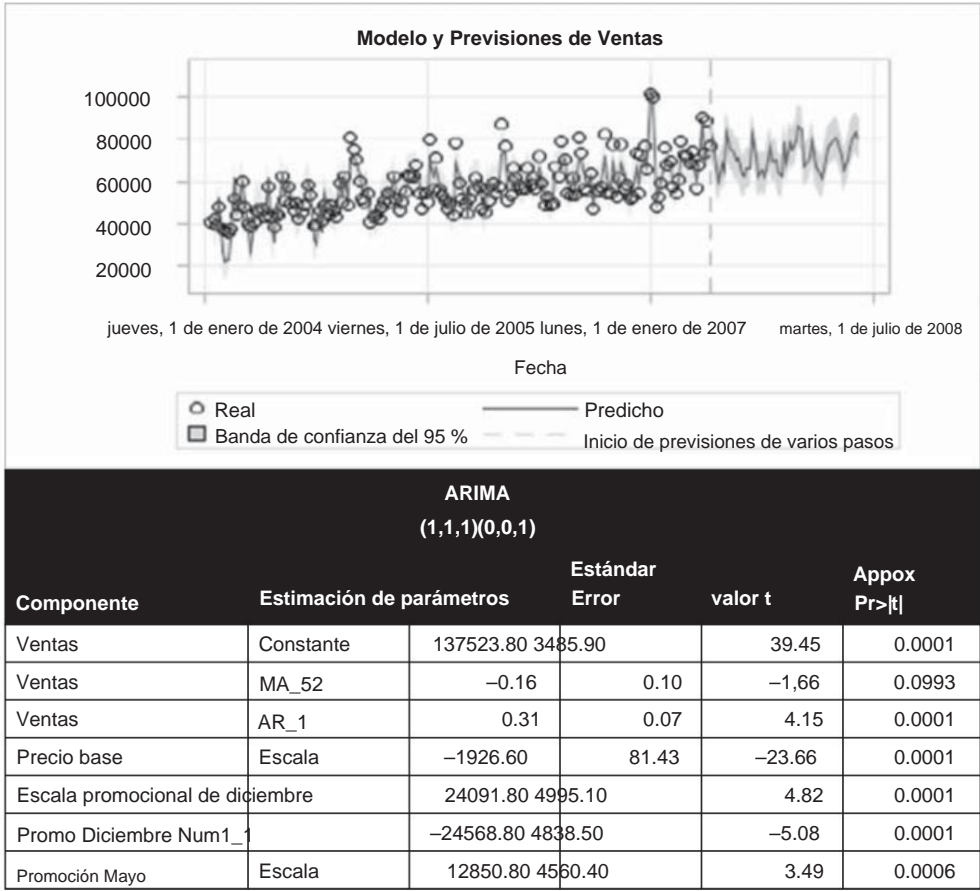 Modelo y Previsiones de Ventas
100000
80000
60000
40000
20000
jueves, 1 de enero de 2004 viernes, 1 de julio de 2005 lunes, 1 de enero de 2007 martes, 1 de julio de 2008
Fecha
Real Predicho
Banda de confianza del 95 % Inicio de previsiones de varios pasos
ARIMA
(1,1,1)(0,0,1)
Componente Estimación de parámetros Estándar Error valor t Appox Pr>|t|
Ventas Constante 137523.80 3485.90 39.45 0.0001
Ventas MA_52 –0.16 0.10 –1,66 0.0993
Ventas AR_1 0.31 0.07 4.15 0.0001
Precio base Escala –1926.60 81.43 –23.66 0.0001
Escala promocional de diciembre 24091.80 4995.10 4.82 0.0001
Promo Diciembre Num1_1 –24568.80 4838.50 –5.08 0.0001
Promoción Mayo Escala 12850.80 4560.40 3.49 0.0006